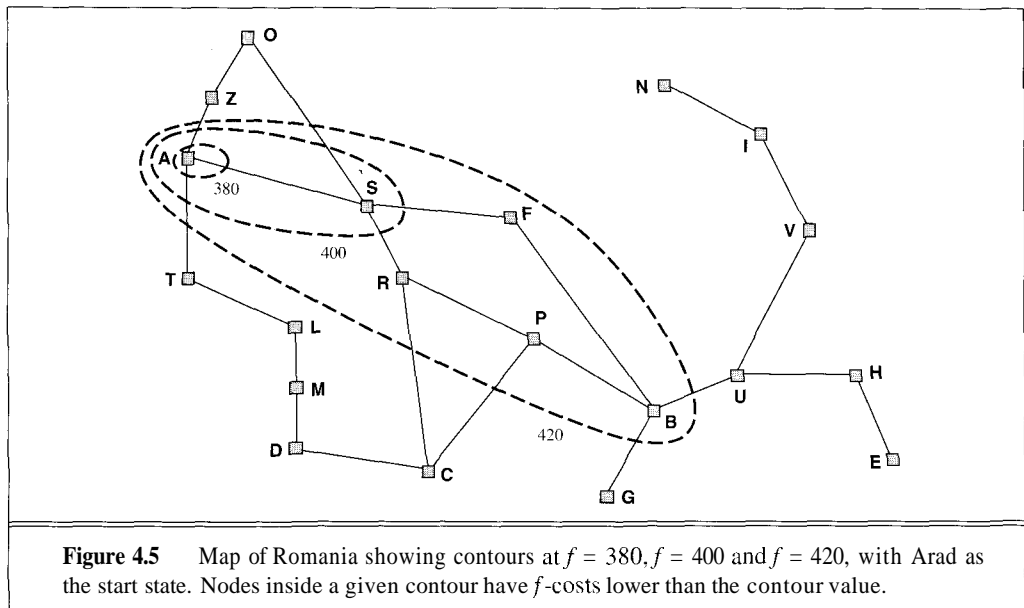 O
Z
N
A
I
380
S
F
V
400
T
R
P
L
M
U
H
B
420
D
C
E
G
Figure 4.5 Map of Romania showing contours at f = 380, f = 400 and f = 420, with Arad as
the start state. Nodes inside a given contour have f-costs lower than the contour value.